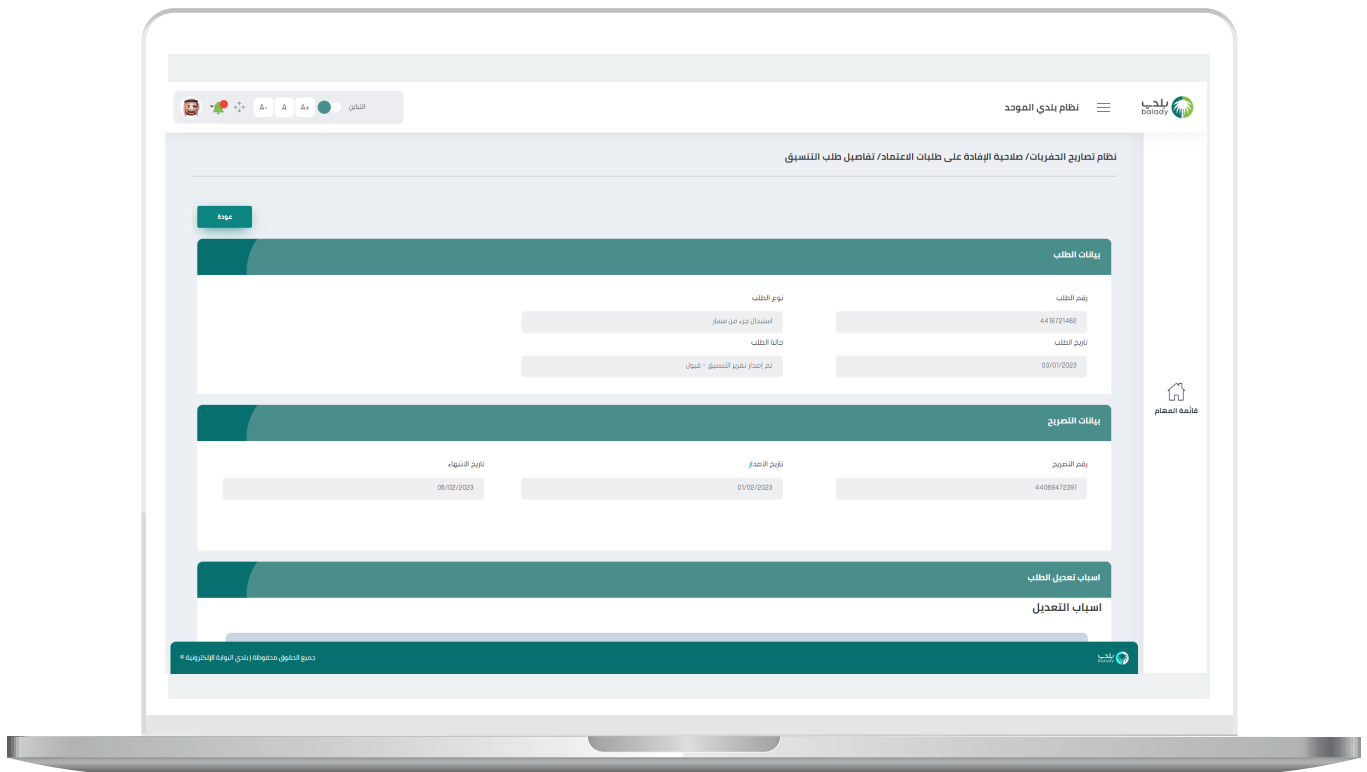 بلدي
balady
نظام بلدي الموحد
التباين
A+
A
A-
نظام تصاريح الحفريات/ صلاحية الإفادة على طلبات الاعتماد/ تفاصيل طلب التنسيق
عودة
قائمة المهام
بيانات الطلب
رقم الطلب
نوع الطلب
4416721462
استبدال جزء من مسار
تاريخ الطلب
حالة الطلب
03/01/2023
تم إصدار تقرير التنسيق - قبول
بيانات التصريح
رقم التصريح
تاريخ الاصدار
تاريخ الانتهاء
44069472391
01/02/2023
06/02/2023
اسباب تعديل الطلب
اسباب التعديل
بلدي
balady
جميع الحقوق محفوظة | بلدي البوابة الإلكترونية ©